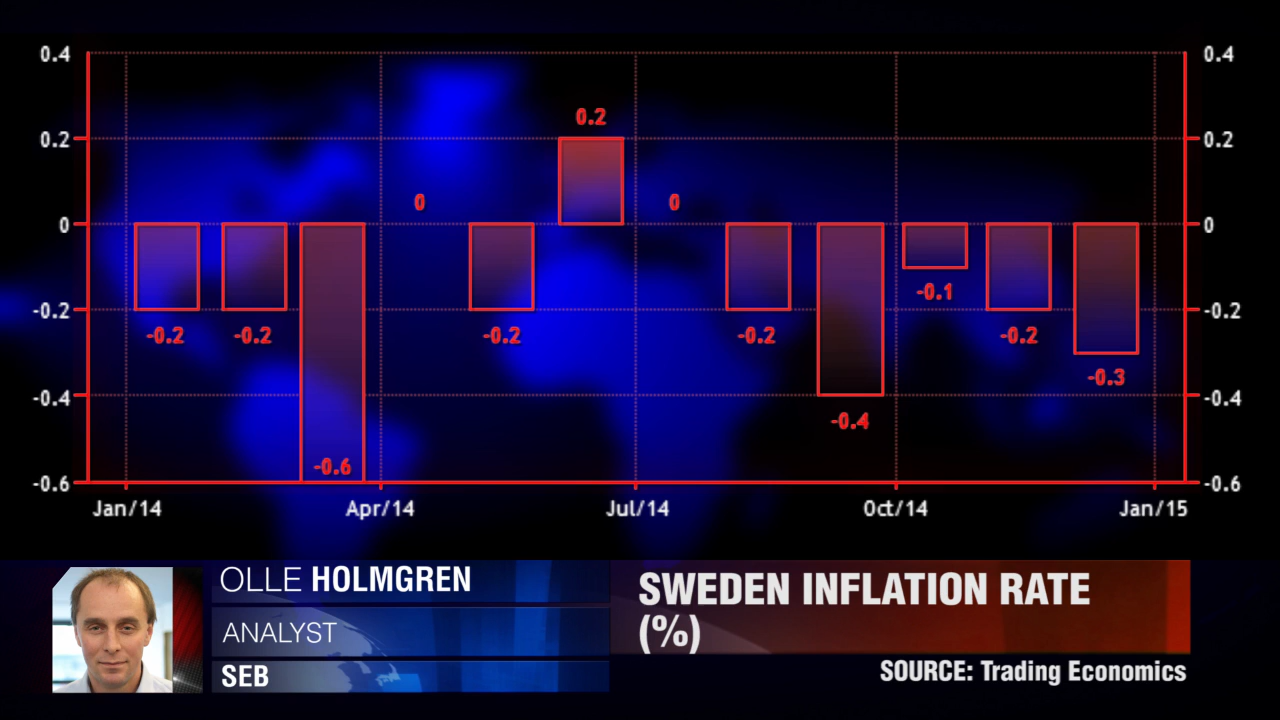 0.4
0.4
0.2
0.2
0.2
0
0
0
0
-0.2
-0.2
-0.2
-0.2
-0.2
-0.2
-0.1
-0.2
-0.3
-0.4
-0.4
-0.4
-0.6
-0.6
-0.6
Jan/14
Apr/14
Jul/14
Oct/14
Jan/15
OLLE HOLMGREN
ANALYST
SEB
SWEDEN INFLATION RATE
(%)
SOURCE: Trading Economics